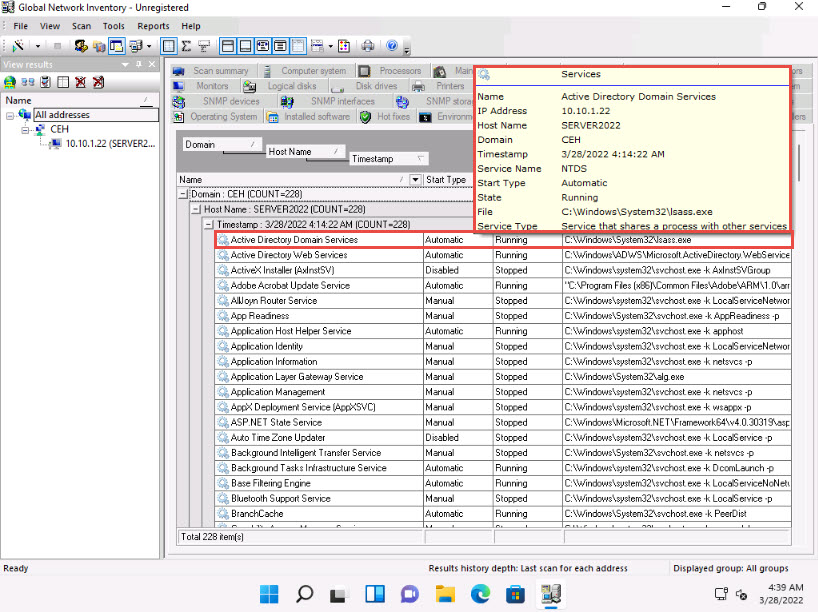 Global Network Inventory - Unregistered
File View Scan Tools Reports Help
View results
Name
All addresses
CEH
10.10.1.22 (SERVER2...
Scan summary Computer system Processors Main
Monitors Logical disks Disk drives Printers
SNMP devices SNMP interfaces SNMP storag
Operating System Installed software Hot fixes Environm
Domain
Host Name
Timestamp
Name Start Type
Domain : CEH (COUNT=228)
Host Name : SERVER2022 (COUNT=228)
Timestamp : 3/28/2022 4:14:22 AM (COUNT=228)
Services
Name Active Directory Domain Services
IP Address 10.10.1.22
Host Name SERVER2022
Domain CEH
Timestamp 3/28/2022 4:14:22 AM
Service Name NTDS
Start Type Automatic
State Running
File C:\Windows\System32\lsass.exe
Service Type Service that shares a process with other services
Active Directory Domain Services Automatic Running C:\Windows\System32\lsass.exe
Active Directory Web Services Automatic Running C:\Windows\ADWS\Microsoft.ActiveDirectory.WebService
ActiveX Installer (AxInstSV) Disabled Stopped C:\Windows\system32\svchost.exe -k AxInstSVGroup
Adobe Acrobat Update Service Automatic Running "C:\Program Files (x86)\Common Files\Adobe\ARM\1.0\arm
AllJoyn Router Service Manual Stopped C:\Windows\system32\svchost.exe -k LocalServiceNetwor
App Readiness Manual Stopped C:\Windows\System32\svchost.exe -k AppReadiness -p
Application Host Helper Service Automatic Running C:\Windows\system32\svchost.exe -k apphost
Application Identity Manual Stopped C:\Windows\system32\svchost.exe -k LocalServiceNetwor
Application Information Manual Stopped C:\Windows\system32\svchost.exe -k netsvcs -p
Application Layer Gateway Service Manual Stopped C:\Windows\System32\alg.exe
Application Management Manual Stopped C:\Windows\system32\svchost.exe -k netsvcs -p
AppX Deployment Service (AppXSVC) Manual Stopped C:\Windows\system32\svchost.exe -k wsappx -p
ASP.NET State Service Manual Stopped C:\Windows\Microsoft.NET\Framework64\v4.0.30319\asp
Auto Time Zone Updater Disabled Stopped C:\Windows\system32\svchost.exe -k LocalService -p
Background Intelligent Transfer Service Manual Stopped C:\Windows\System32\svchost.exe -k netsvcs -p
Background Tasks Infrastructure Service Automatic Running C:\Windows\system32\svchost.exe -k DcomLaunch -p
Base Filtering Engine Automatic Running C:\Windows\system32\svchost.exe -k LocalServiceNoNetw
Bluetooth Support Service Manual Stopped C:\Windows\system32\svchost.exe -k LocalService -p
BranchCache Automatic Running C:\Windows\System32\svchost.exe -k PeerDist
Total 228 item(s)
Ready Results history depth: Last scan for each address Displayed group: All groups
4:39 AM
3/28/2022